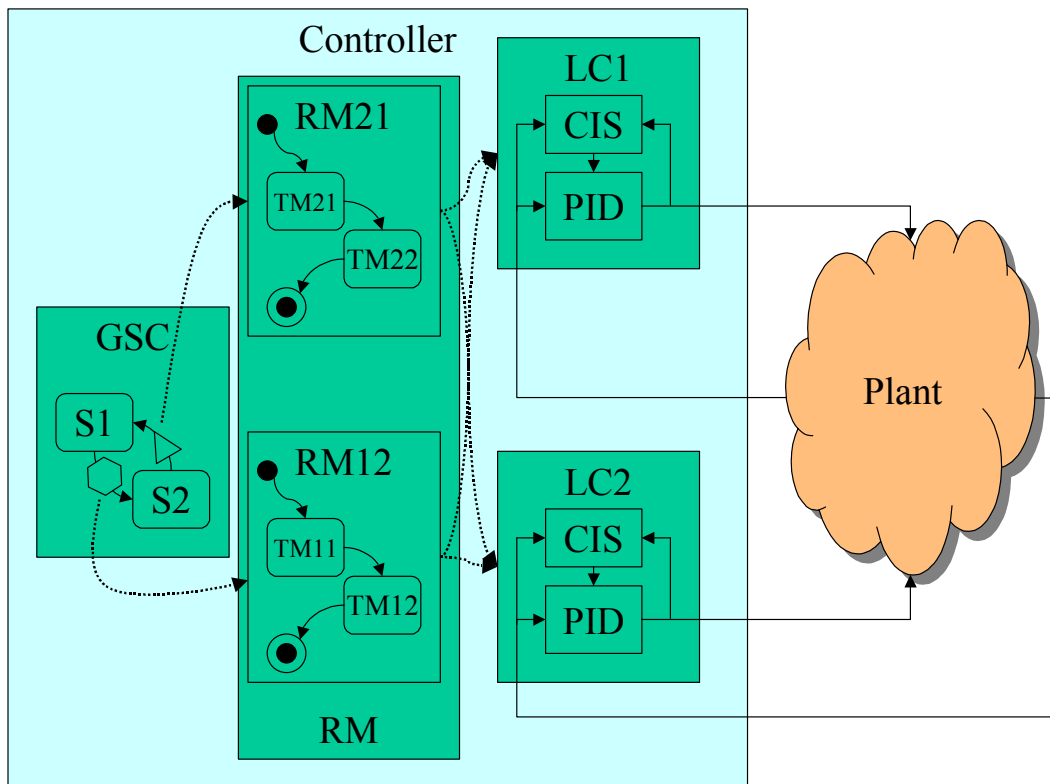 Controller
RM21
TM21
TM22
GSC
S1
S2
RM12
TM11
TM12
RM
LC1
CIS
PID
LC2
CIS
PID
Plant